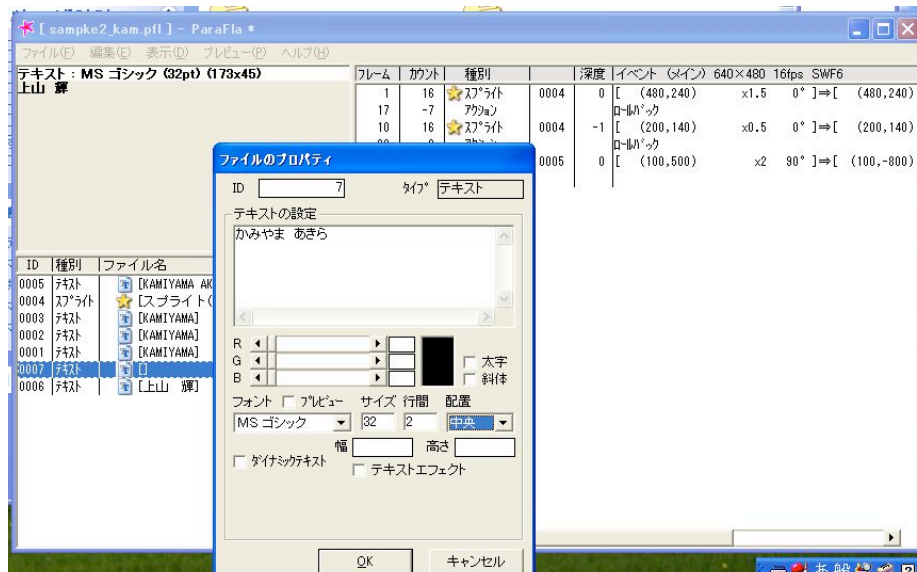 [ sampke2_kam.pfl ] - ParaFla *
ファイル(F) 編集(E) 表示(D) プレビュー(P) ヘルプ(H)
テキスト : MS ゴシック (32pt) (173x45)
上山 輝
フレーム カウント 種別 深度 イベント (メイン) 640×480 16fps SWF6
1 16 スプライト 0004 0 [ (480,240) x1.5 0° ]⇒[ (480,240)
17 -7 アクション ロールバック
10 16 スプライト 0004 -1 [ (200,140) x0.5 0° ]⇒[ (200,140)
ロールバック
0005 0 [ (100,500) x2 90° ]⇒[ (100,-800)
ID 種別 ファイル名
0005 テキスト [KAMIYAMA AK
0004 スプライト [スプライト(
0003 テキスト [KAMIYAMA]
0002 テキスト [KAMIYAMA]
0001 テキスト [KAMIYAMA]
0007 テキスト []
0006 テキスト [上山 輝]
ファイルのプロパティ
ID 7 タイプ テキスト
テキストの設定
かみやま あきら
R
G 太字
B 斜体
フォント プレビュー サイズ 行間 配置
MS ゴシック 32 2 中央
幅 高さ
ダイナミックテキスト テキストエフェクト
OK キャンセル
あ 般